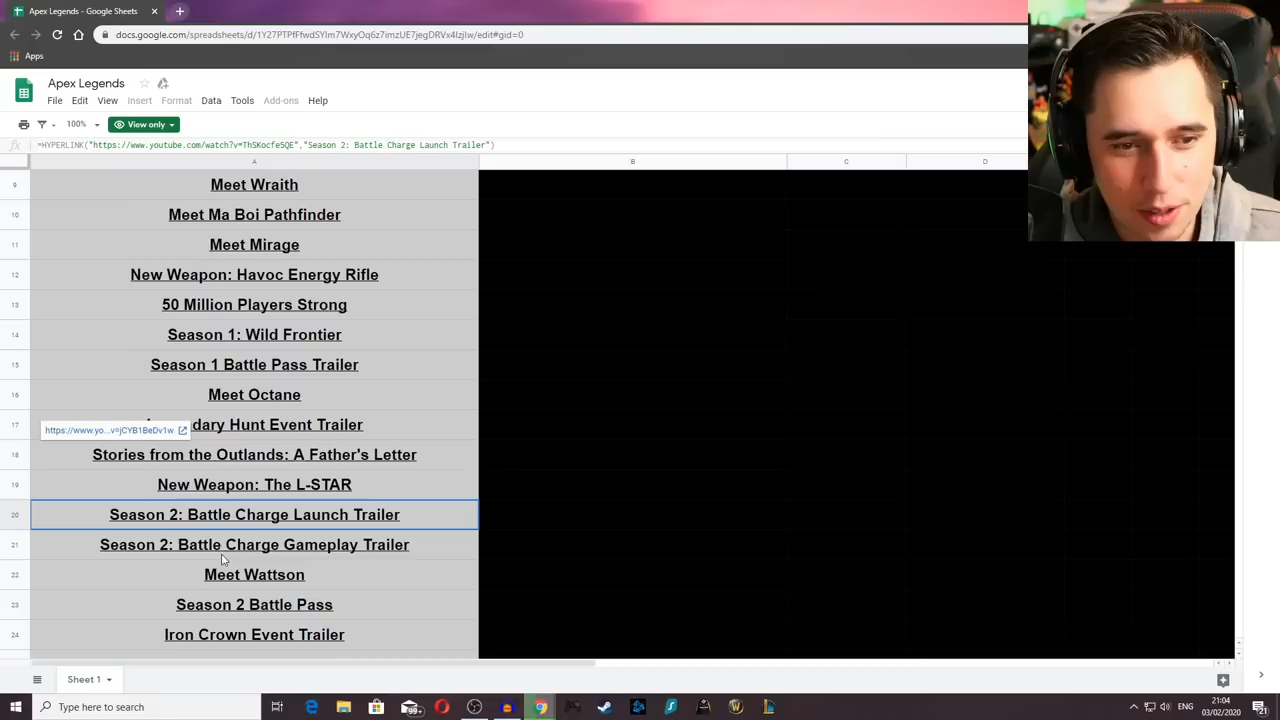 Apex Legends - Google Sheets
docs.google.com/spreadsheets/d/1Y27PTPfFfwdSYlm7WxyOq6z7imzUE7jegDRVx4lzjIw/edit#gid=0
Apps
Apex Legends
File Edit View Insert Format Data Tools Add-ons Help
100% View only
=HYPERLINK("https://www.youtube.com/watch?v=ThSKocfe5QE","Season 2: Battle Charge Launch Trailer")
A B C D
9 Meet Wraith
10 Meet Ma Boi Pathfinder
11 Meet Mirage
12 New Weapon: Havoc Energy Rifle
13 50 Million Players Strong
14 Season 1: Wild Frontier
15 Season 1 Battle Pass Trailer
16 Meet Octane
17 dary Hunt Event Trailer
https://www.yo...v=jCYB1BeDv1w
18 Stories from the Outlands: A Father's Letter
19 New Weapon: The L-STAR
20 Season 2: Battle Charge Launch Trailer
21 Season 2: Battle Charge Gameplay Trailer
22 Meet Wattson
23 Season 2 Battle Pass
24 Iron Crown Event Trailer
Sheet 1
Type here to search
99+
21:04
03/02/2020
21